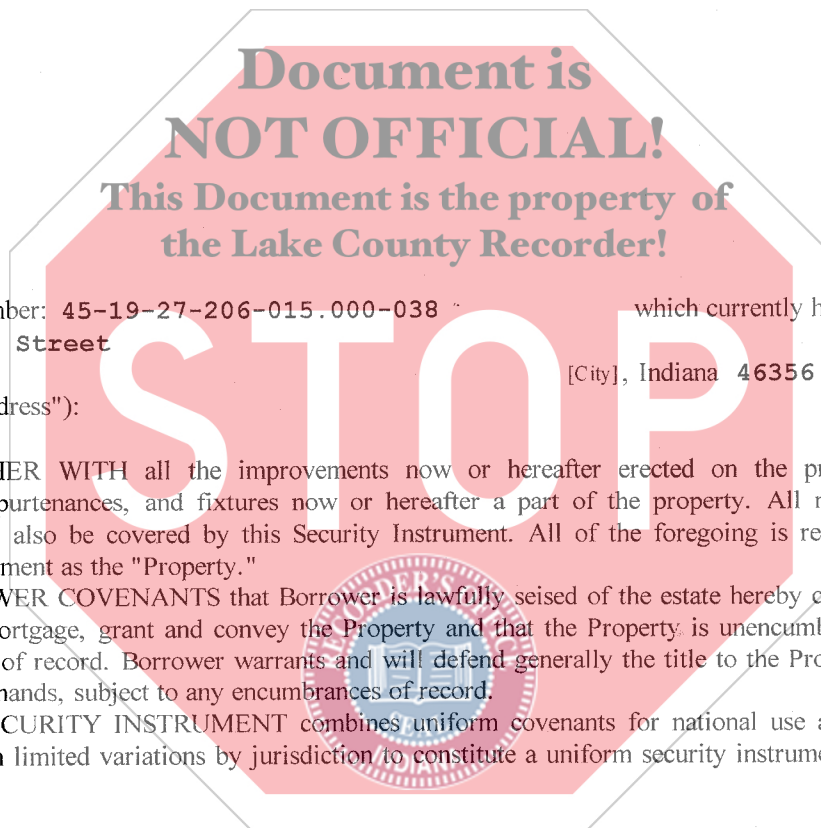 Document is
NOT OFFICIAL!
This Document is the property of
the Lake County Recorder!
nber: 45-19-27-206-015.000-038 which currently h
Street
[City], Indiana 46356
dress"):
STOP
HER WITH all the improvements now or hereafter erected on the pr
purtenances, and fixtures now or hereafter a part of the property. All r
also be covered by this Security Instrument. All of the foregoing is re
ment as the "Property."
WER COVENANTS that Borrower is lawfully seised of the estate hereby c
ortgage, grant and convey the Property and that the Property is unencumb
of record. Borrower warrants and will defend generally the title to the Pro
nands, subject to any encumbrances of record.
CURITY INSTRUMENT combines uniform covenants for national use a
limited variations by jurisdiction to constitute a uniform security instrume
SEAL
INDIANA